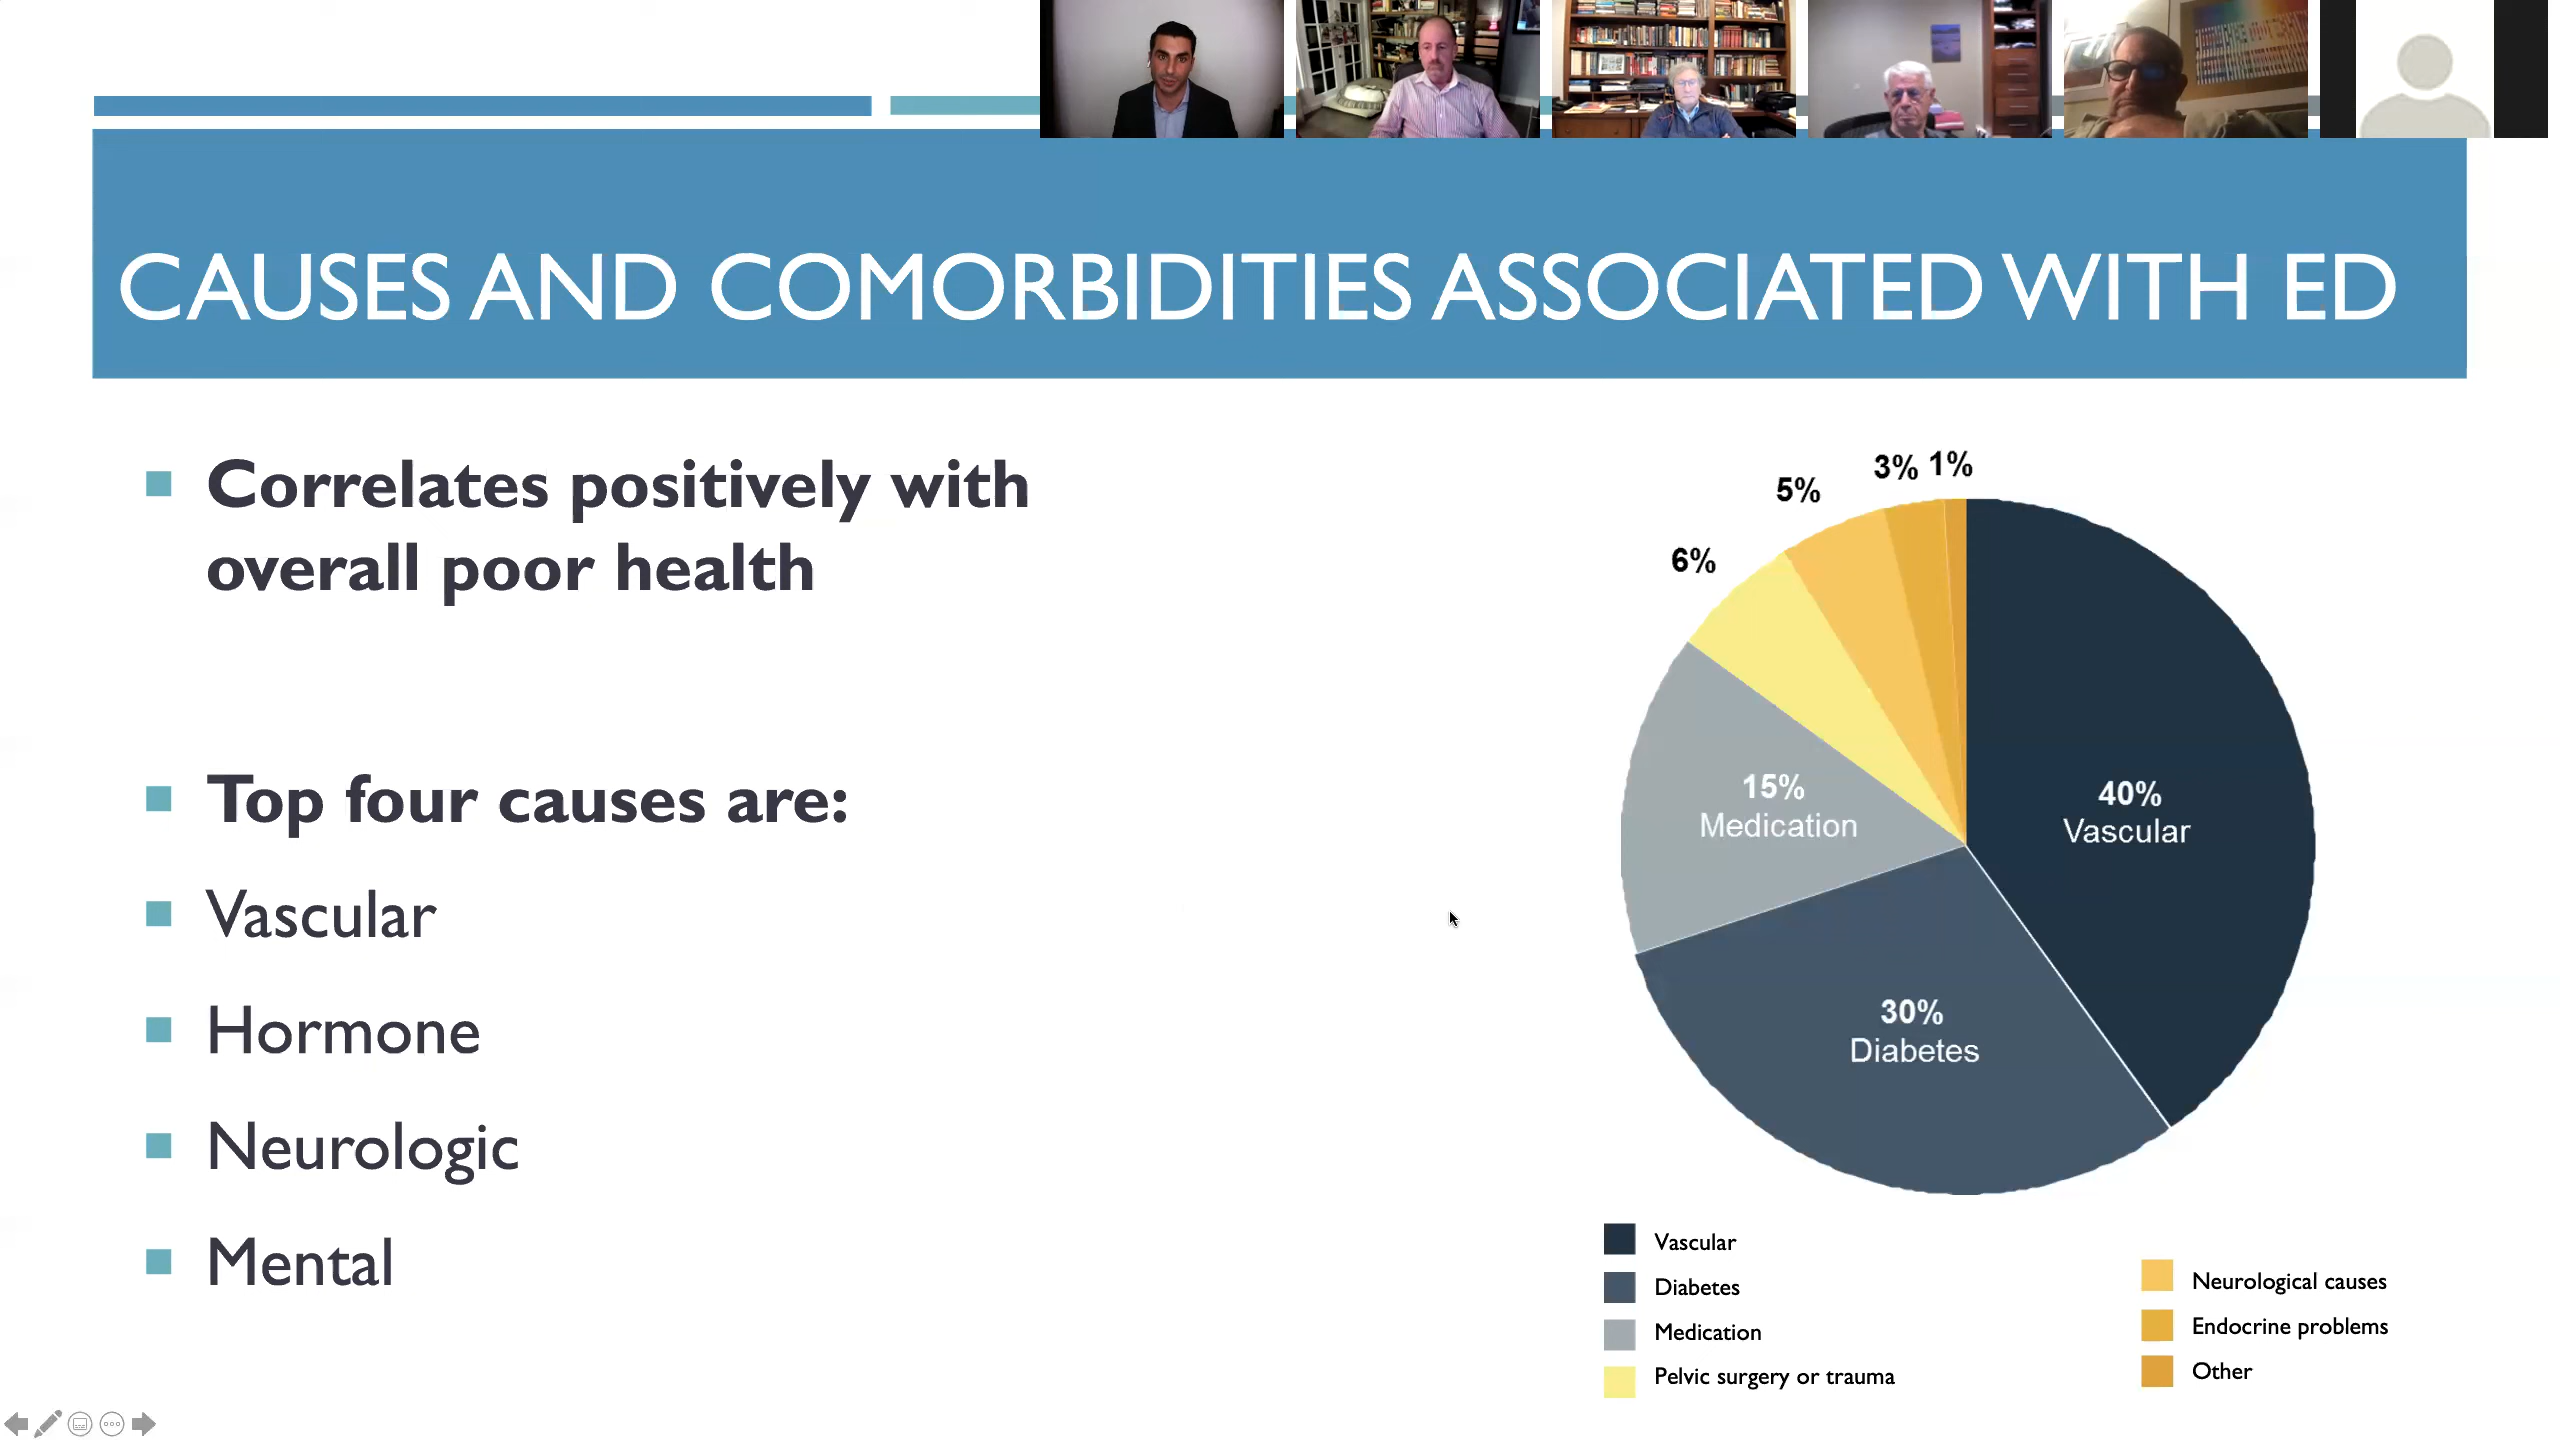 CAUSES AND COMORBIDITIES ASSOCIATED WITH ED
Correlates positively with
overall poor health
Top four causes are:
Vascular
Hormone
Neurologic
Mental
3% 1%
5%
6%
15%
Medication
40%
Vascular
30%
Diabetes
Vascular
Diabetes
Medication
Pelvic surgery or trauma
Neurological causes
Endocrine problems
Other